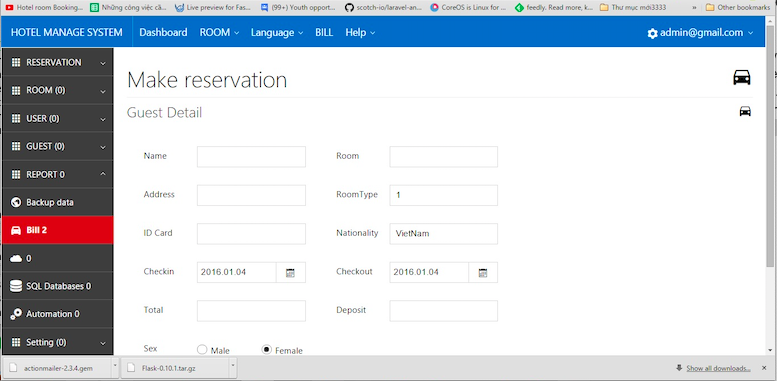 Hotel room Booking...
Những công việc cầ...
Live preview for Fas...
(99+) Youth opport...
scotch-io/laravel-an...
CoreOS is Linux for ...
feedly. Read more, k...
Thư mục mdi3333
»
Other bookmarks
HOTEL MANAGE SYSTEM
Dashboard
ROOM
Language
BILL
Help
admin@gmail.com
RESERVATION
ROOM (0)
USER (0)
GUEST (0)
REPORT 0
Backup data
Bill 2
0
SQL Databases 0
Automation 0
Setting (0)
Make reservation
Guest Detail
Name
Room
Address
RoomType 1
ID Card
Nationality VietNam
Checkin 2016.01.04
Checkout 2016.01.04
Total
Deposit
Sex Male Female
actionmailer-2.3.4.gem
Flask-0.10.1.tar.gz
Show all downloads...